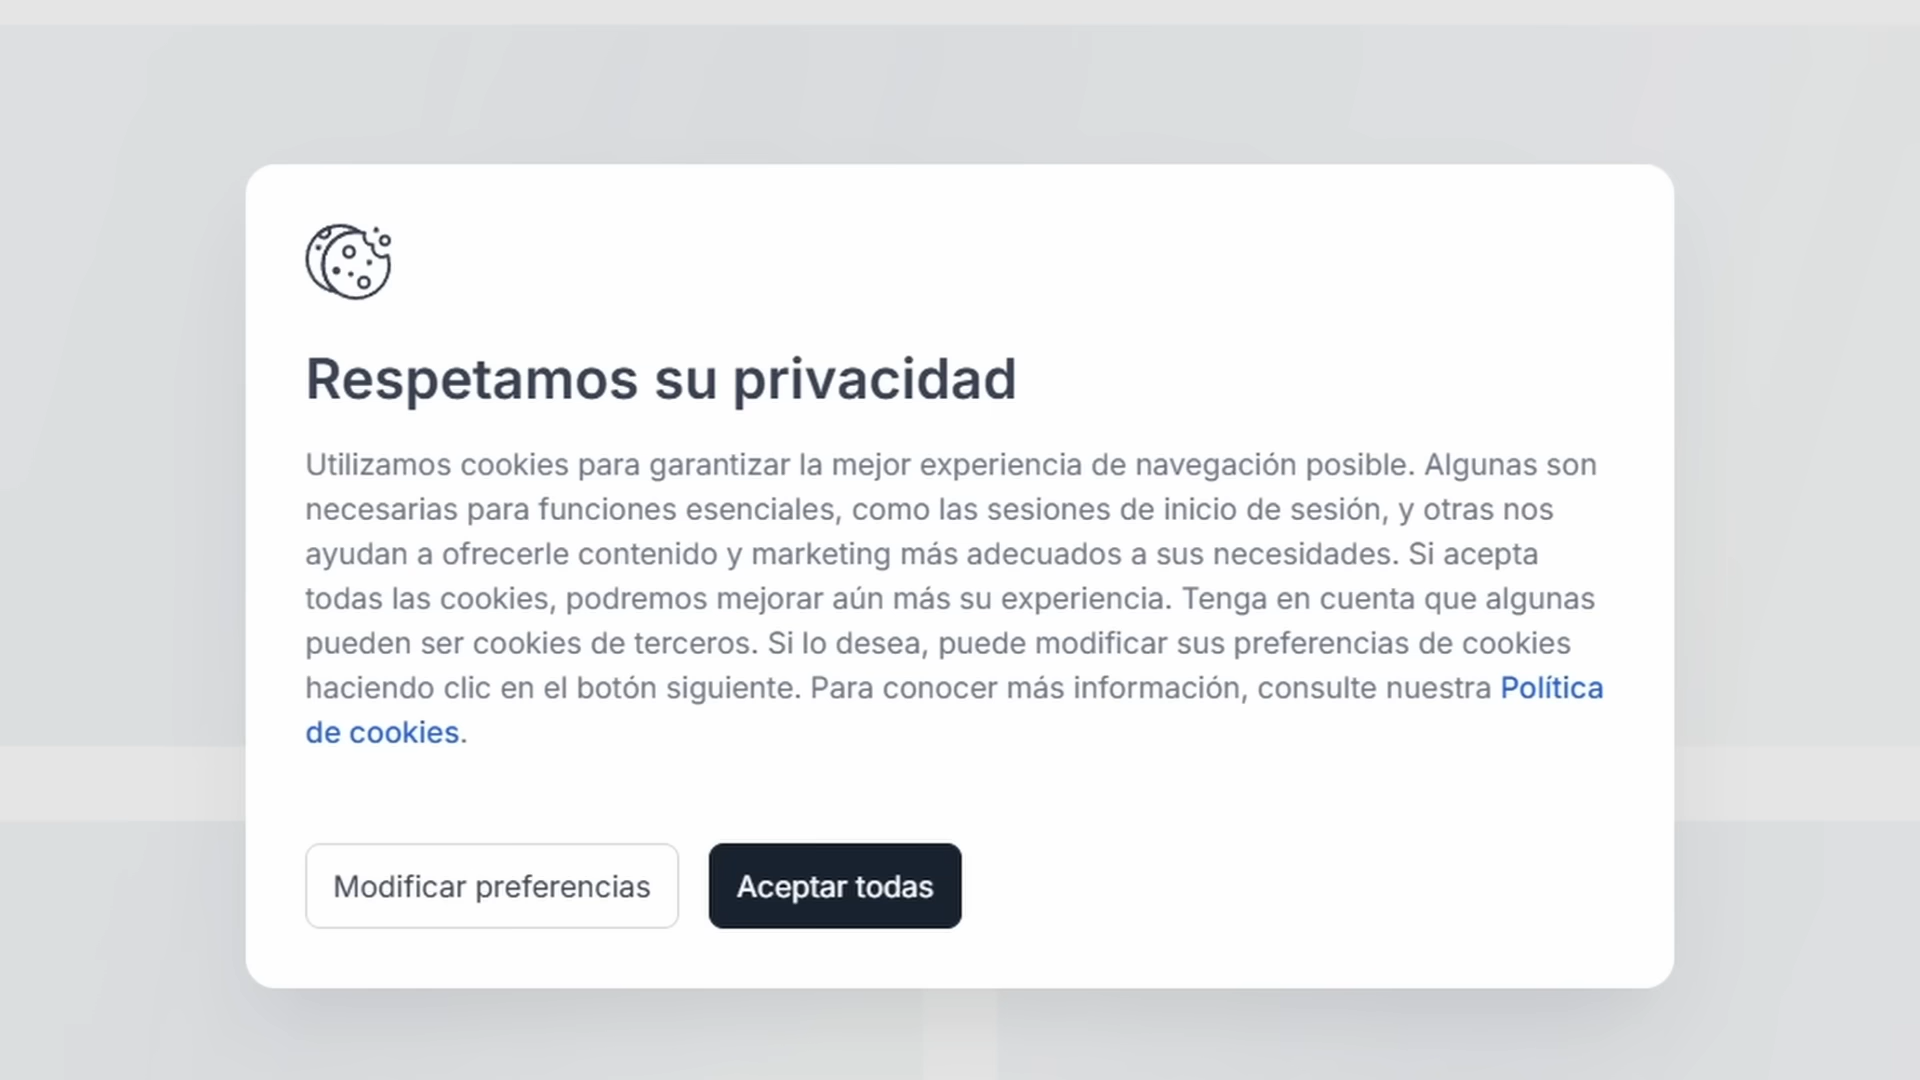 Respetamos su privacidad
Utilizamos cookies para garantizar la mejor experiencia de navegación posible. Algunas son
necesarias para funciones esenciales, como las sesiones de inicio de sesión, y otras nos
ayudan a ofrecerle contenido y marketing más adecuados a sus necesidades. Si acepta
todas las cookies, podremos mejorar aún más su experiencia. Tenga en cuenta que algunas
pueden ser cookies de terceros. Si lo desea, puede modificar sus preferencias de cookies
haciendo clic en el botón siguiente. Para conocer más información, consulte nuestra Política
de cookies.
Modificar preferencias
Aceptar todas